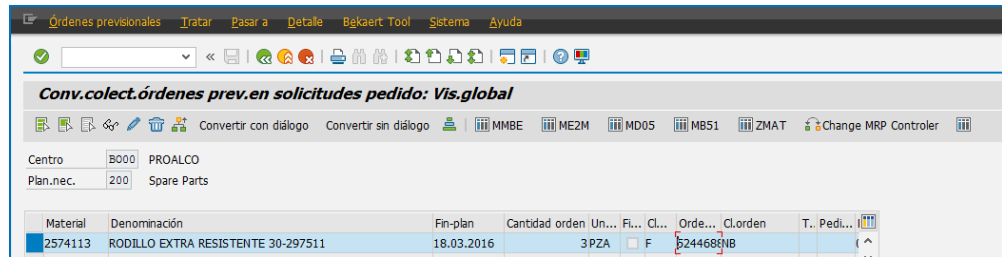 Órdenes previsionales Tratar Pasar a Detalle Bekaert Tool Sistema Ayuda
Conv.colect.órdenes prev.en solicitudes pedido: Vis.global
Convertir con diálogo Convertir sin diálogo MMBE ME2M MD05 MB51 ZMAT Change MRP Controler
Centro B000 PROALCO
Plan.nec. 200 Spare Parts
Material Denominación Fin-plan Cantidad orden Un... Fi... Cl... Orde... Cl.orden T.. Pedi...
2574113 RODILLO EXTRA RESISTENTE 30-297511 18.03.2016 3 PZA F NB